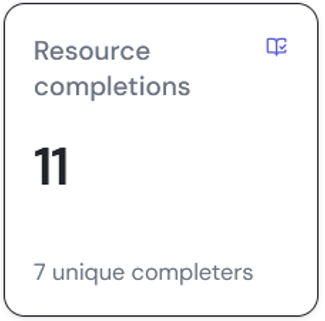 Resource
completions
11
7 unique completers